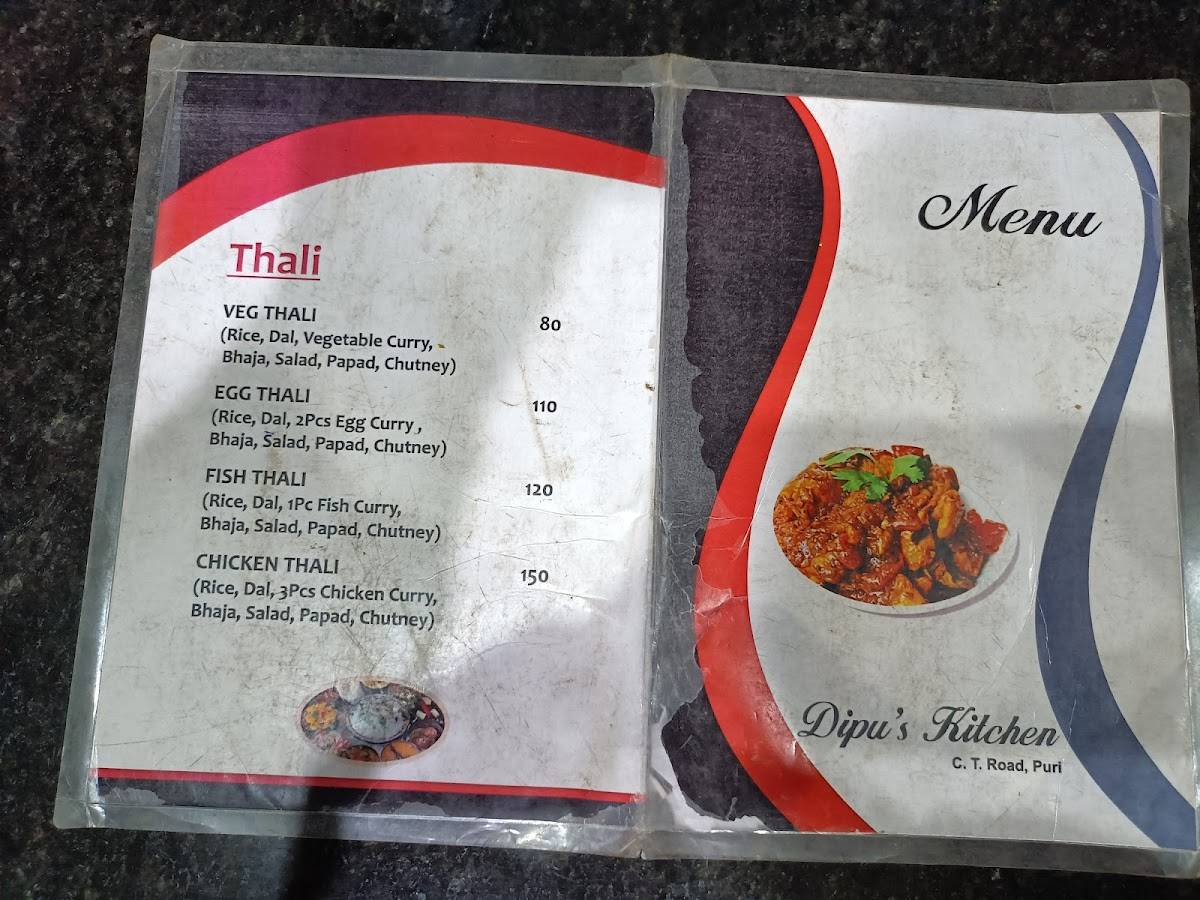 Thali
VEG THALI 80
(Rice, Dal, Vegetable Curry,
Bhaja, Salad, Papad, Chutney)
EGG THALI 110
(Rice, Dal, 2Pcs Egg Curry ,
Bhaja, Salad, Papad, Chutney)
FISH THALI 120
(Rice, Dal, 1Pc Fish Curry,
Bhaja, Salad, Papad, Chutney)
CHICKEN THALI 150
(Rice, Dal, 3Pcs Chicken Curry,
Bhaja, Salad, Papad, Chutney)
Menu
Dipu's Kitchen
C. T. Road, Puri